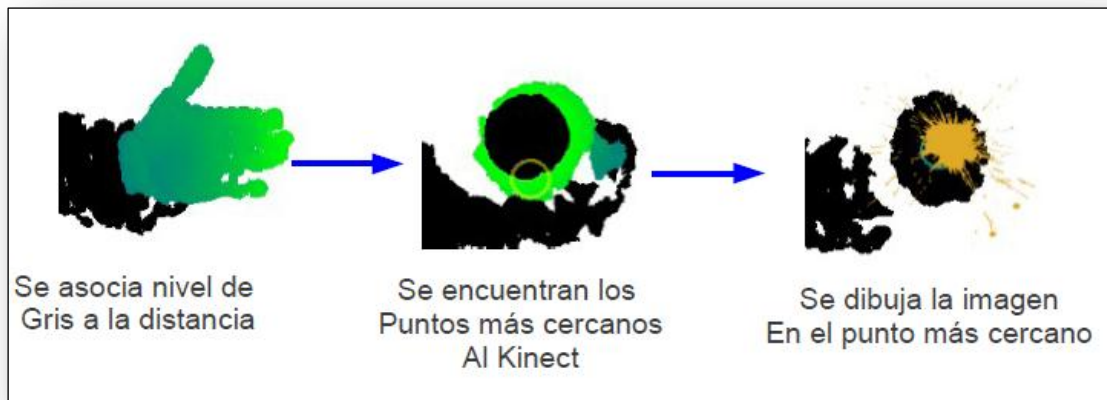 Se asocia nivel de
Gris a la distancia
Se encuentran los
Puntos más cercanos
Al Kinect
Se dibuja la imagen
En el punto más cercano